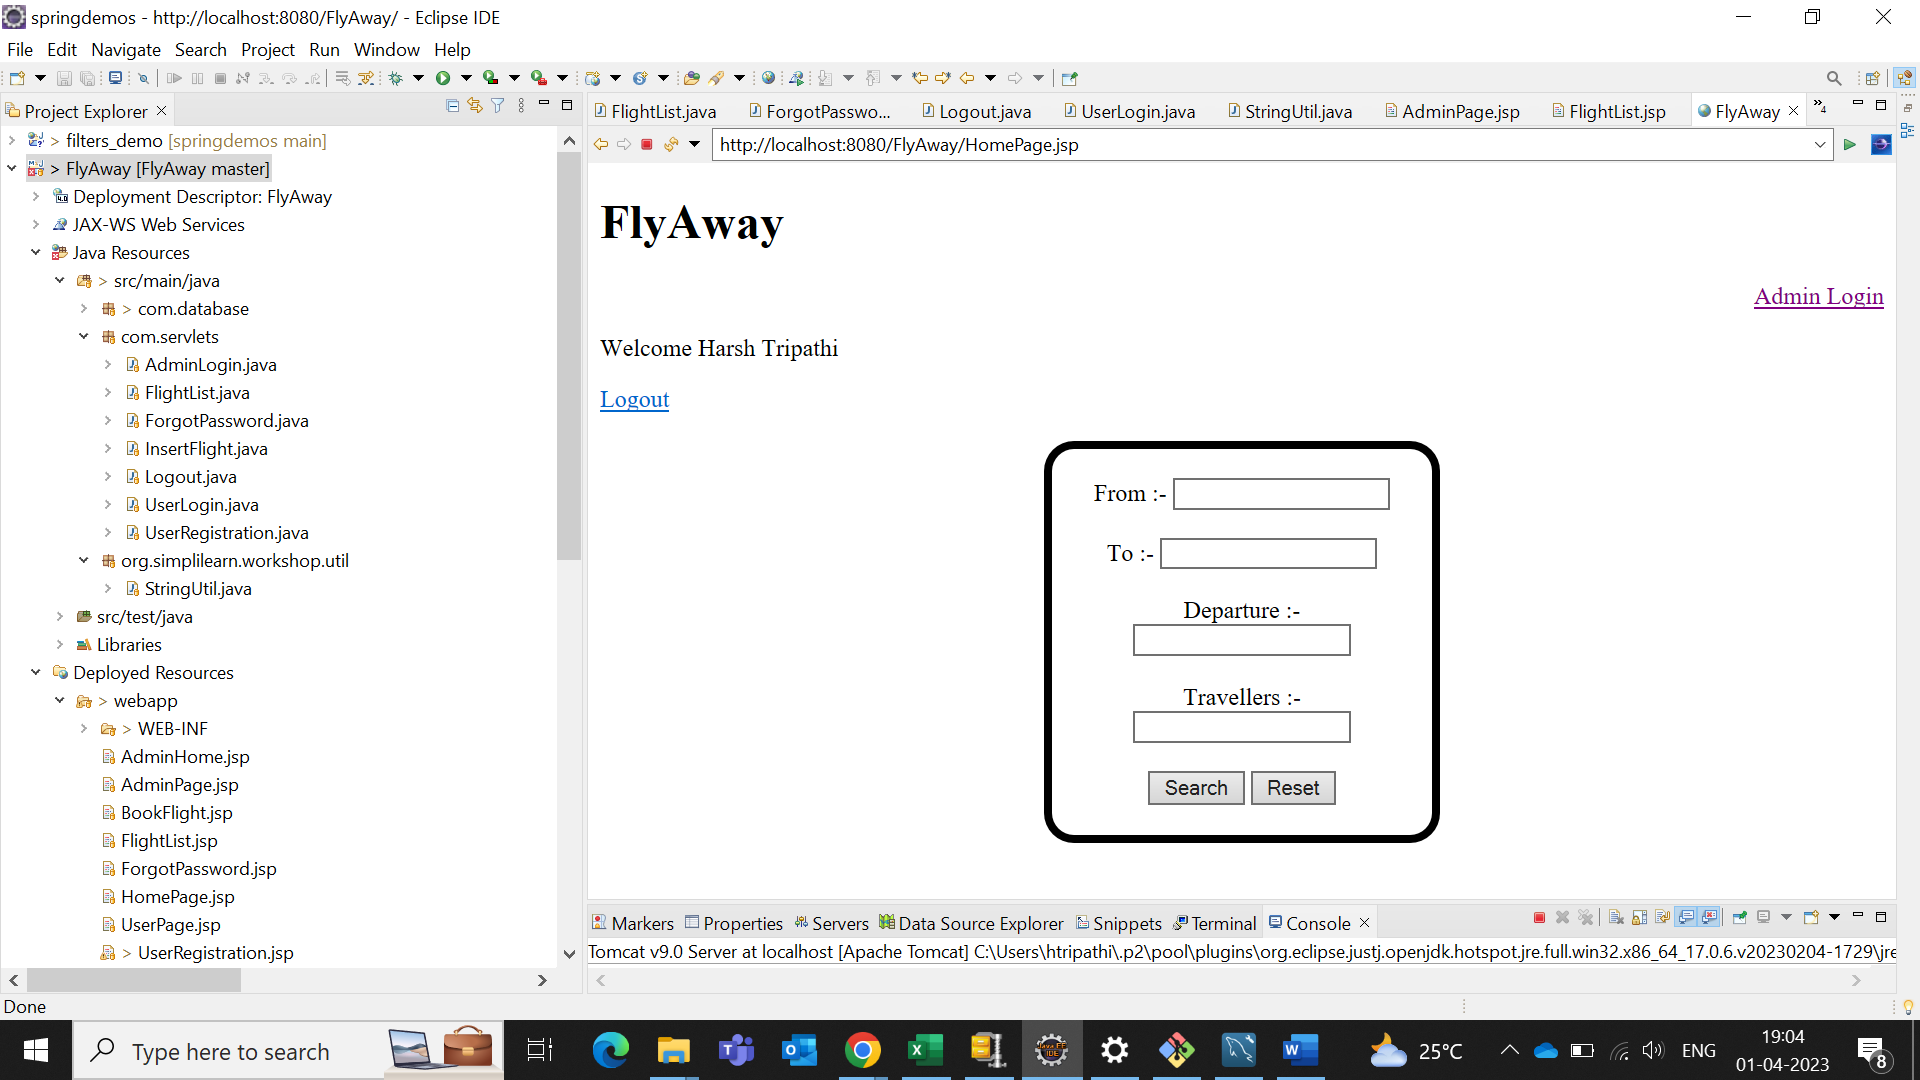 springdemos - http://localhost:8080/FlyAway/ - Eclipse IDE
File Edit Navigate Search Project Run Window Help
Project Explorer
> filters_demo [springdemos main]
> FlyAway [FlyAway master]
Deployment Descriptor: FlyAway
JAX-WS Web Services
Java Resources
> src/main/java
> com.database
com.servlets
AdminLogin.java
FlightList.java
ForgotPassword.java
InsertFlight.java
Logout.java
UserLogin.java
UserRegistration.java
org.simplilearn.workshop.util
StringUtil.java
src/test/java
Libraries
Deployed Resources
> webapp
> WEB-INF
AdminHome.jsp
AdminPage.jsp
BookFlight.jsp
FlightList.jsp
ForgotPassword.jsp
HomePage.jsp
UserPage.jsp
> UserRegistration.jsp
FlightList.java ForgotPasswo... Logout.java UserLogin.java StringUtil.java AdminPage.jsp FlightList.jsp FlyAway »4
http://localhost:8080/FlyAway/HomePage.jsp
FlyAway
Admin Login
Welcome Harsh Tripathi
Logout
From :-
To :-
Departure :-
Travellers :-
Search Reset
Markers Properties Servers Data Source Explorer Snippets Terminal Console
Tomcat v9.0 Server at localhost [Apache Tomcat] C:\Users\htripathi\.p2\pool\plugins\org.eclipse.justj.openjdk.hotspot.jre.full.win32.x86_64_17.0.6.v20230204-1729\jre
Done
Type here to search
25°C
ENG
19:04
01-04-2023
8